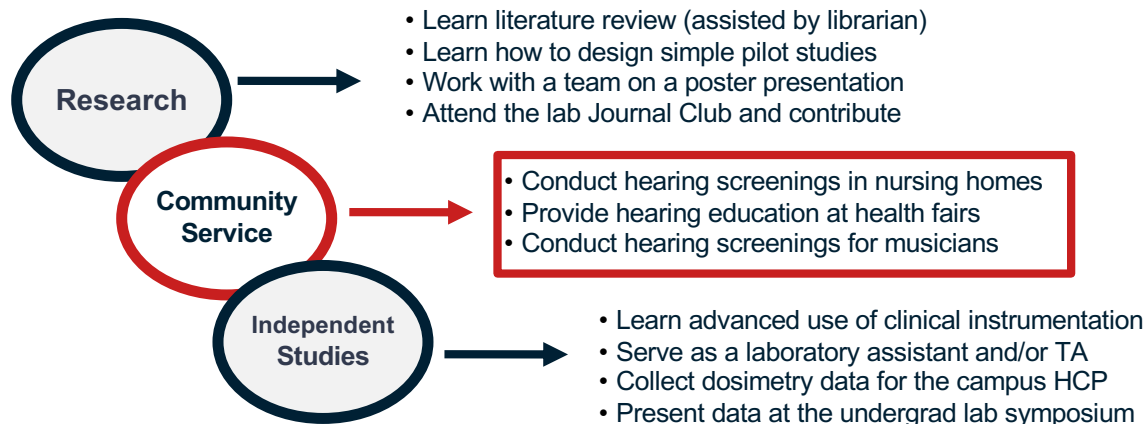 Research
• Learn literature review (assisted by librarian)
• Learn how to design simple pilot studies
• Work with a team on a poster presentation
• Attend the lab Journal Club and contribute
Community
Service
• Conduct hearing screenings in nursing homes
• Provide hearing education at health fairs
• Conduct hearing screenings for musicians
Independent
Studies
• Learn advanced use of clinical instrumentation
• Serve as a laboratory assistant and/or TA
• Collect dosimetry data for the campus HCP
• Present data at the undergrad lab symposium